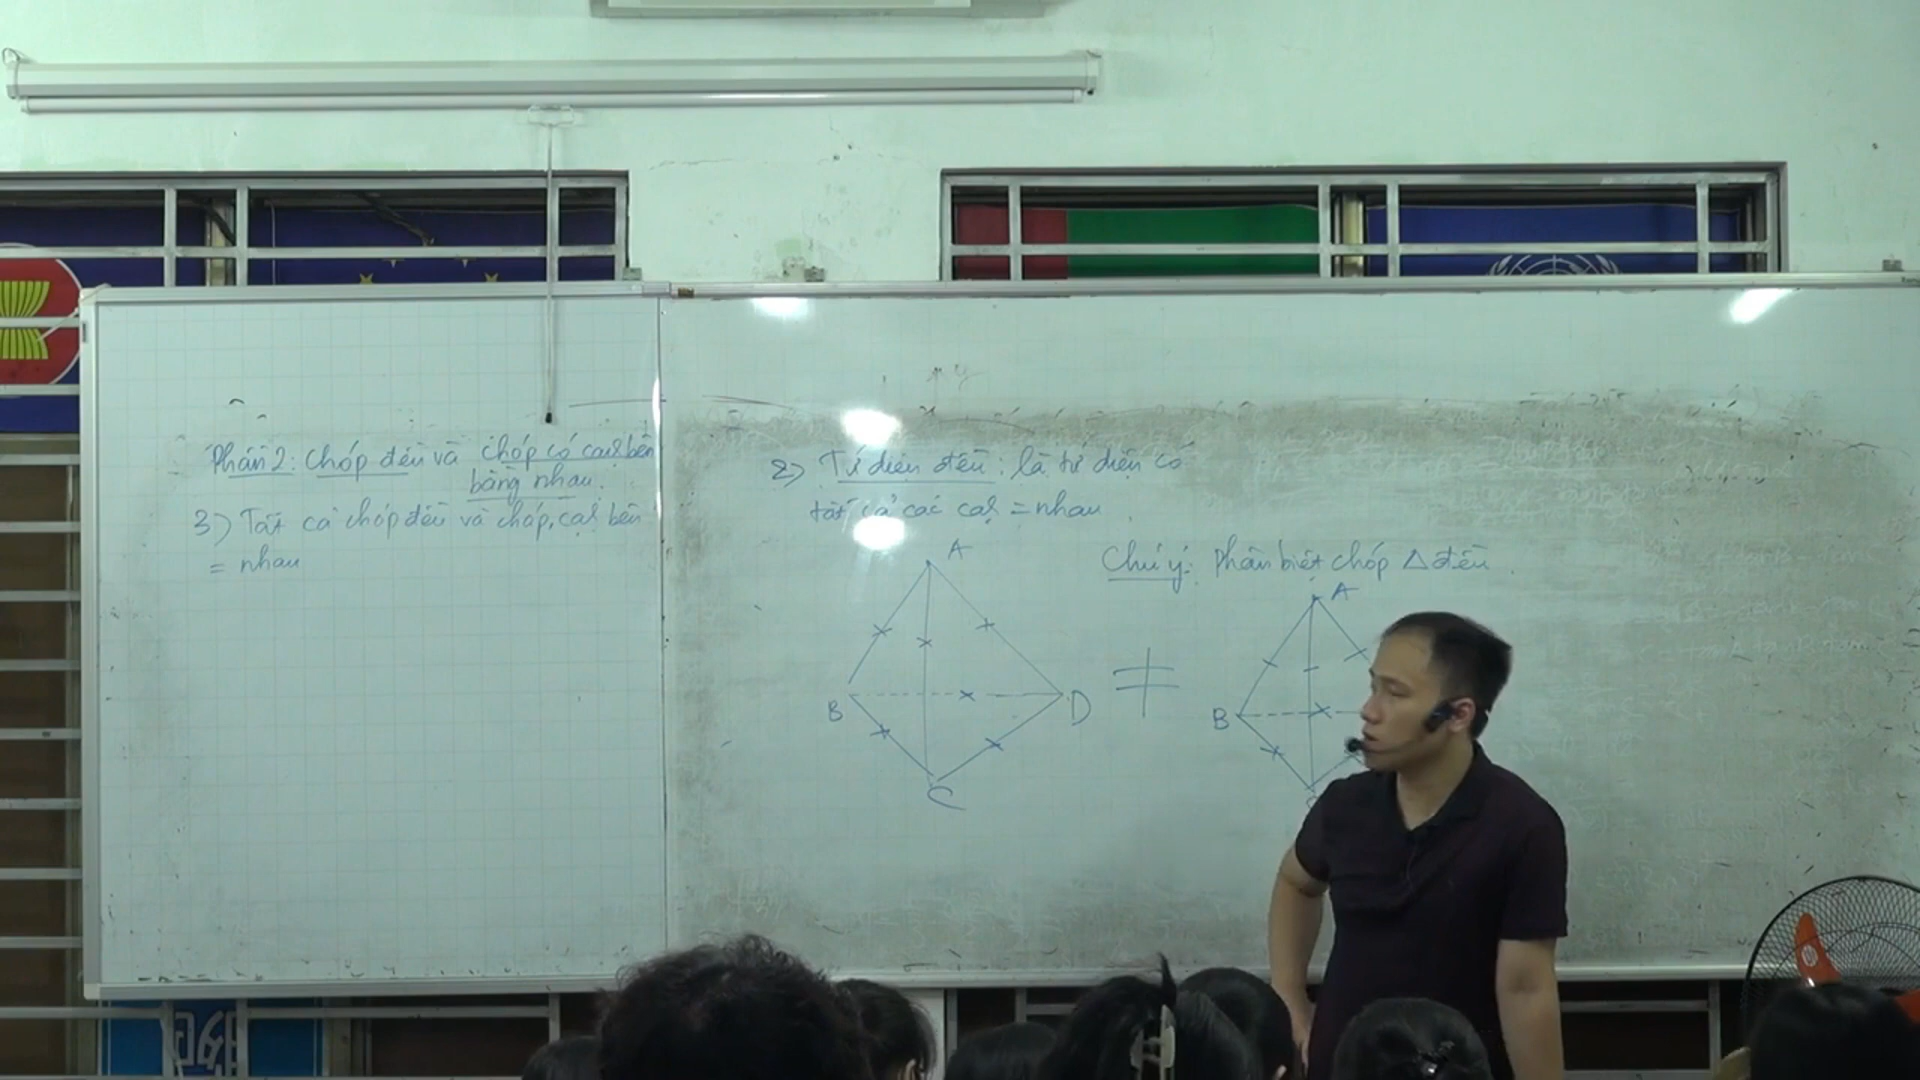 Phần 2: Chóp đều và chóp có cạnh bên
bằng nhau.
3) Tất cả chóp đều và chóp, cạnh bên
= nhau
2) Tứ diện đều: là tứ diện có
tất cả các cạnh = nhau.
Chú ý: Phân biệt chóp Δ đều.
A
B
D
C
≠
A
B